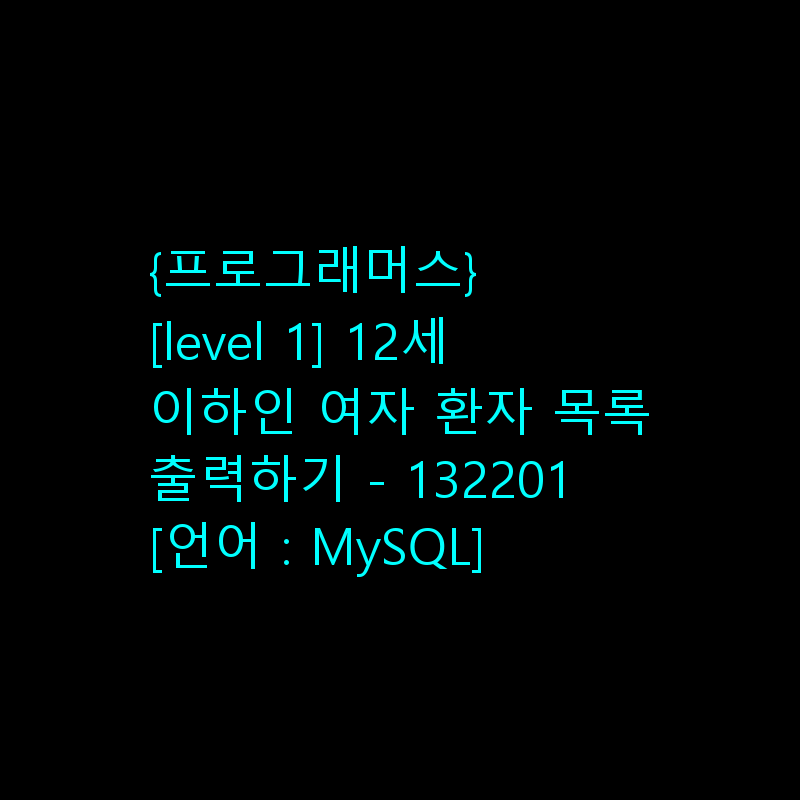 {프로그래머스}
[level 1] 12세
이하인 여자 환자 목록
출력하기 - 132201
[언어 : MySQL]